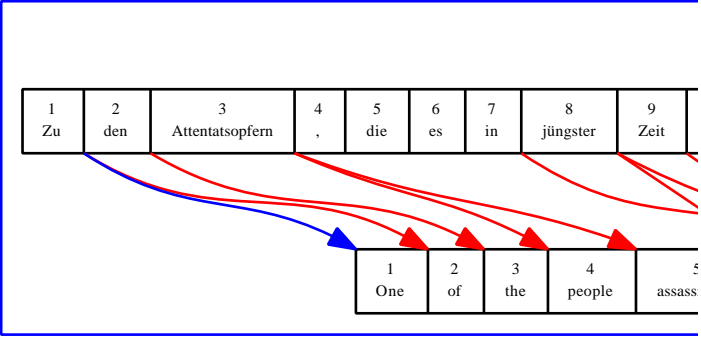 1 2 3 4 5 6 7 8 9
Zu den Attentatsopfern , die es in jüngster Zeit
1 2 3 4 5
One of the people